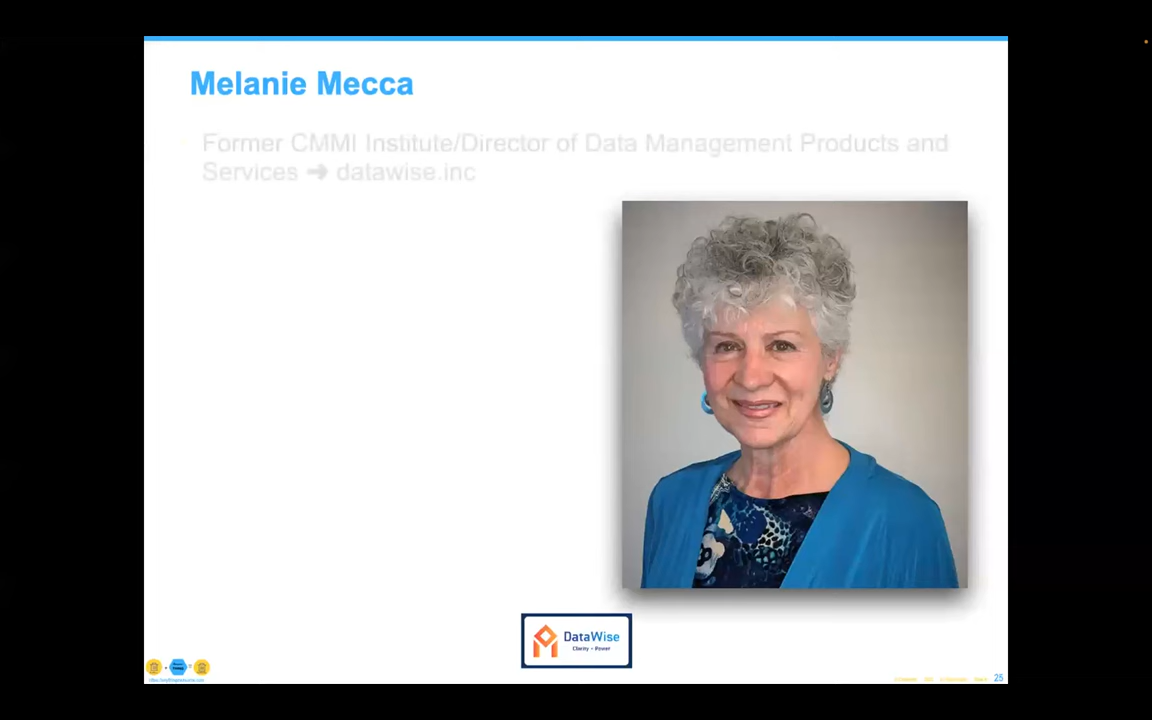 Melanie Mecca
Former CMMI Institute/Director of Data Management Products and
Services ➜ datawise.inc
DataWise
Clarity + Power
25